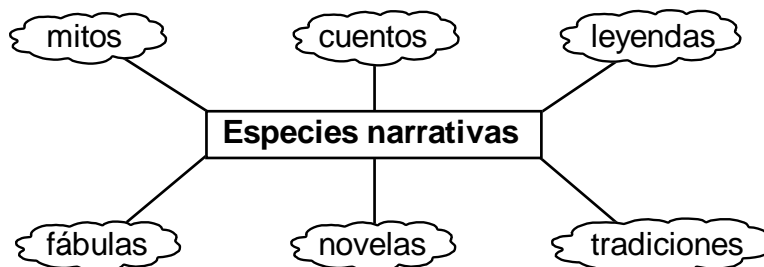 mitos
cuentos
leyendas
Especies narrativas
fábulas
novelas
tradiciones